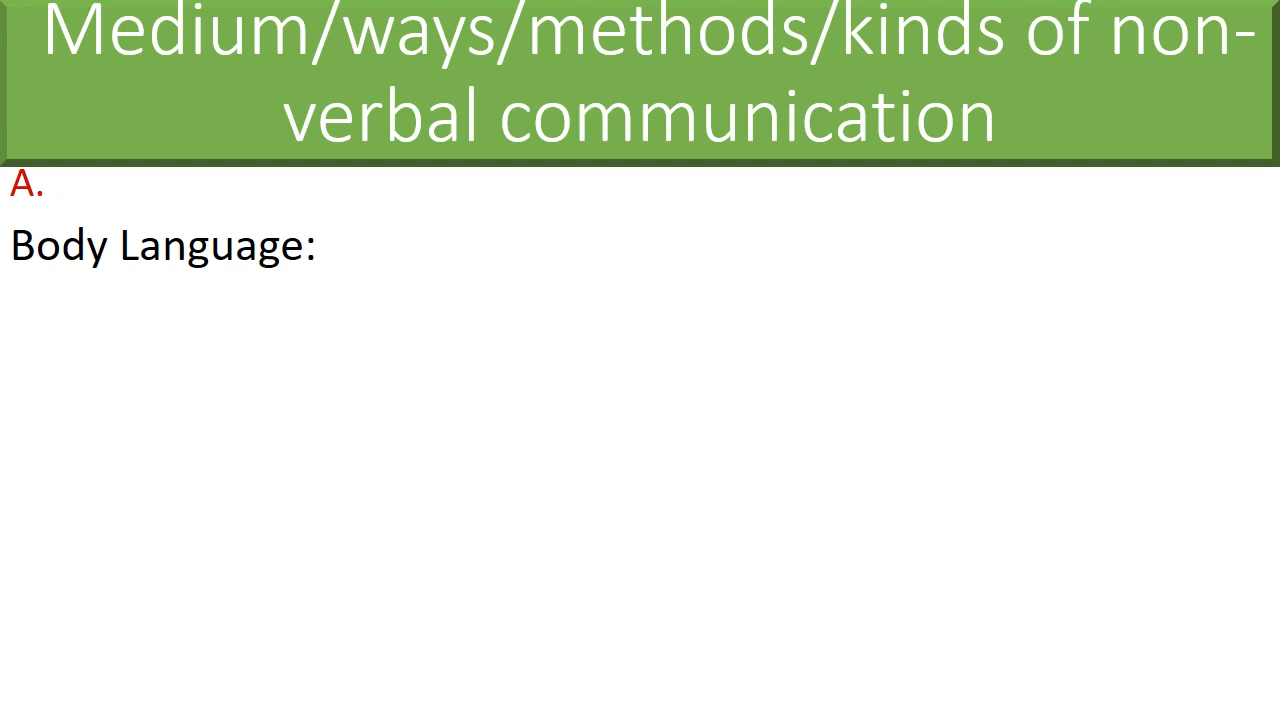 Medium/ways/methods/kinds of non-
verbal communication
A.
Body Language: